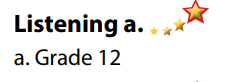 Listening a.
a. Grade 12